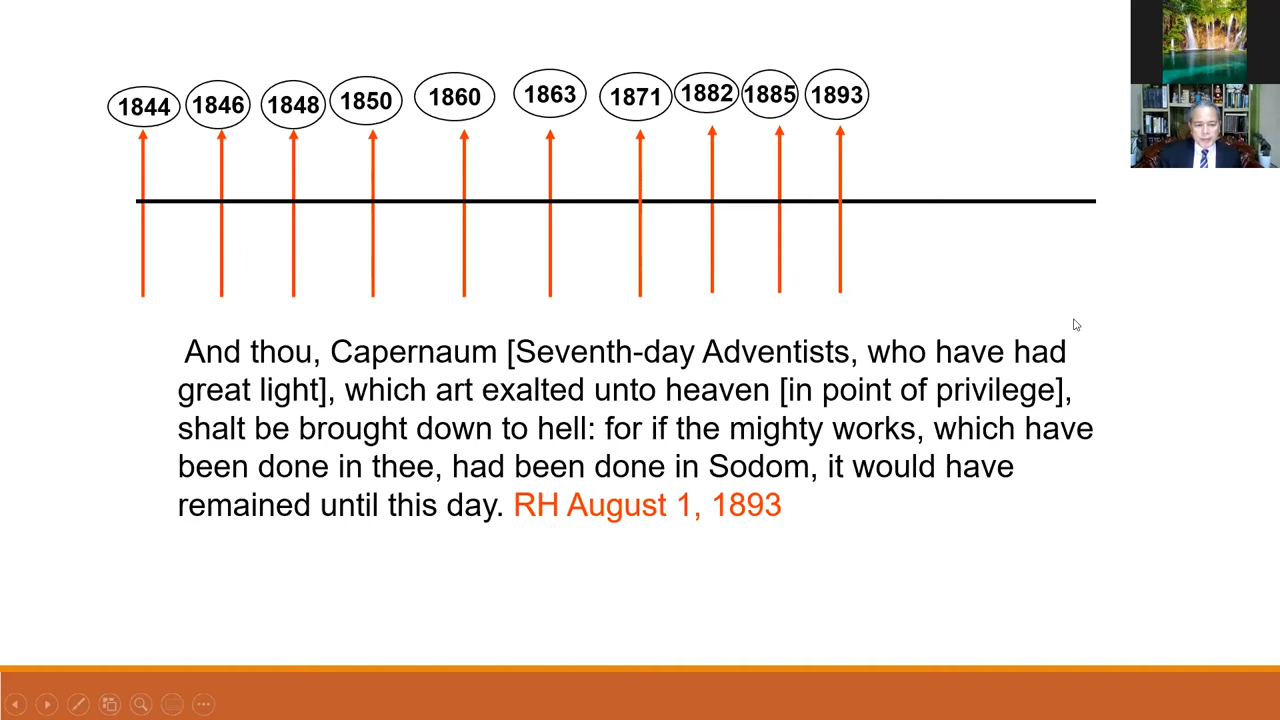 1844 1846 1848 1850 1860 1863 1871 1882 1885 1893
And thou, Capernaum [Seventh-day Adventists, who have had
great light], which art exalted unto heaven [in point of privilege],
shalt be brought down to hell: for if the mighty works, which have
been done in thee, had been done in Sodom, it would have
remained until this day. RH August 1, 1893